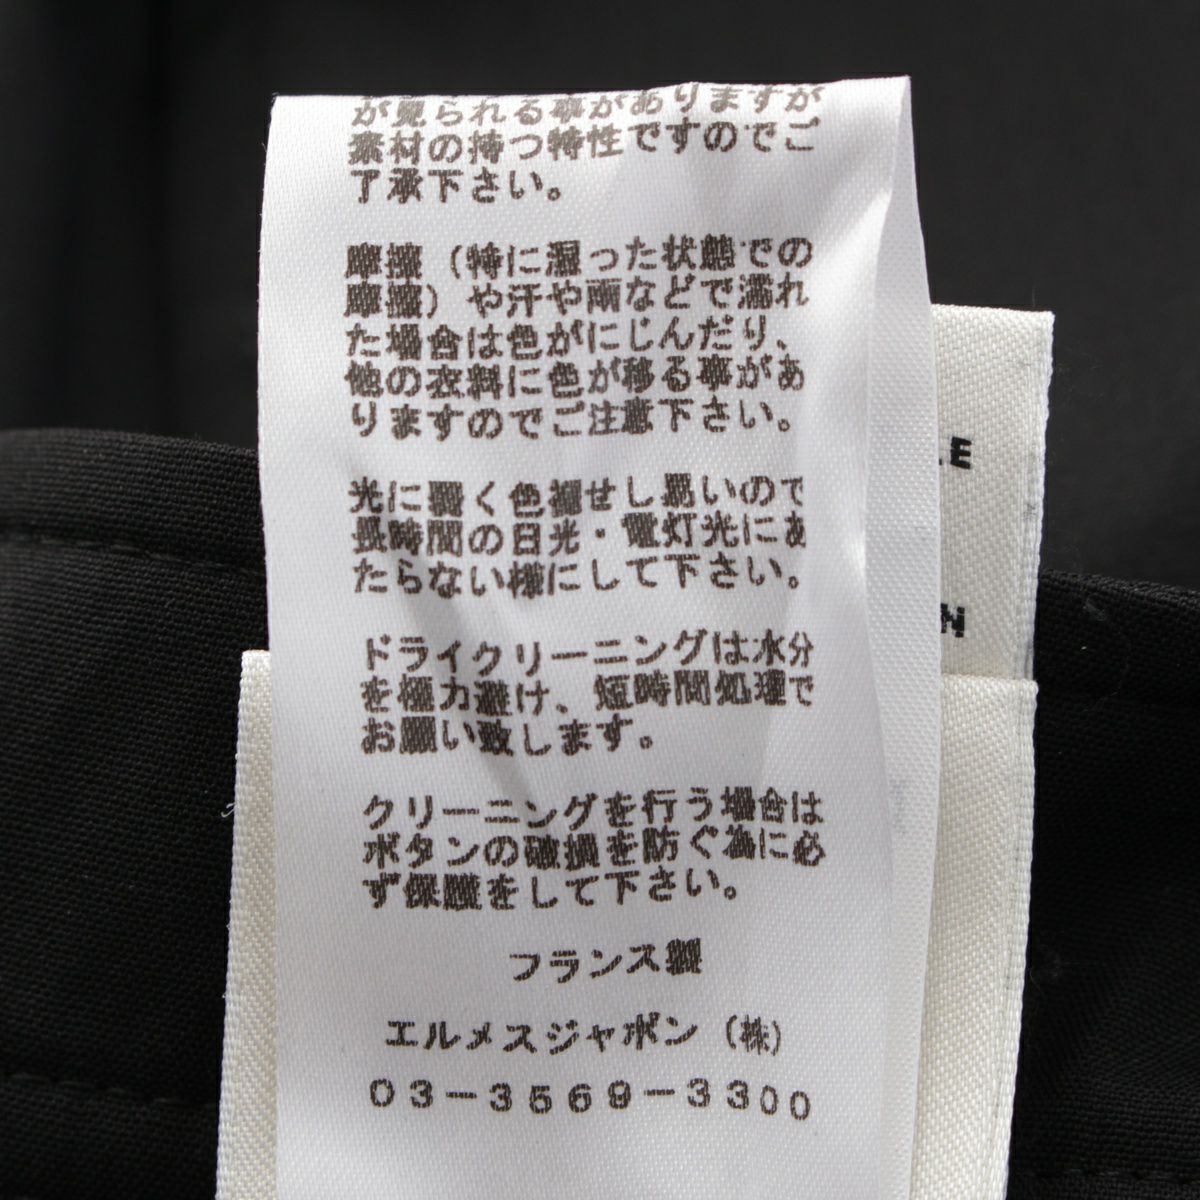 が見られる事がありますが
素材の持つ特性ですのでご
了承下さい。
摩擦(特に湿った状態での
摩擦)や汗や雨などで濡れ
た場合は色がにじんだり、
他の衣料に色が移る事があ
りますのでご注意下さい。
光に弱く色褪せし易いので
長時間の日光・電灯光にあ
たらない様にして下さい。
ドライクリーニングは水分
を極力避け、短時間処理で
お願い致します。
クリーニングを行う場合は
ボタンの破損を防ぐ為に必
ず保護をして下さい。
フランス製
エルメスジャポン(株)
03-3569-3300
LE
N